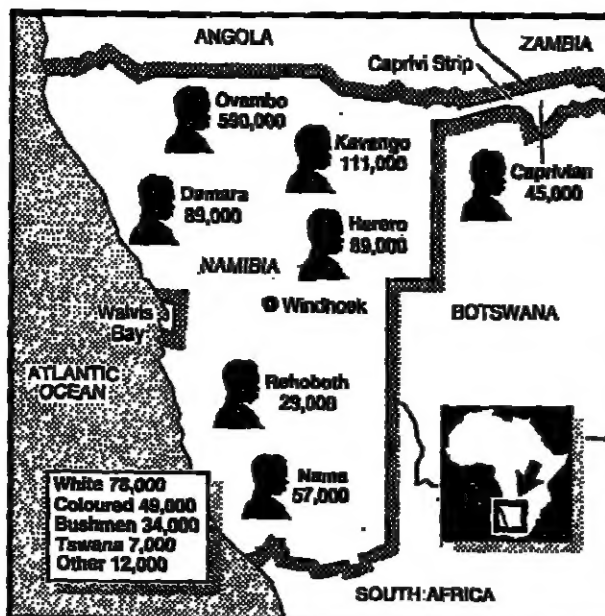 ANGOLA
ZAMBIA
Caprivi Strip
Ovambo
590,000
Kavango
111,000
Caprivian
45,000
Damara
89,000
Herero
89,000
NAMIBIA
Windhoek
Walvis
Bay
BOTSWANA
ATLANTIC
OCEAN
Rehoboth
Nama
57,000
White 78,000
Coloured 49,000
Bushmen 34,000
Tswana 7,000
Other 12,000
SOUTH AFRICA